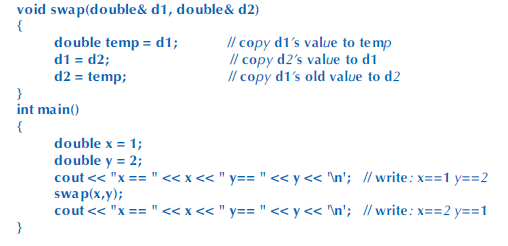 void swap(double& d1, double& d2)
{
double temp = d1; // copy d1's value to temp
d1 = d2; // copy d2's value to d1
d2 = temp; // copy d1's old value to d2
}
int main()
{
double x = 1;
double y = 2;
cout << "x == " << x << " y== " << y << '\n'; // write: x==1 y==2
swap(x,y);
cout << "x == " << x << " y== " << y << '\n'; // write: x==2 y==1
}